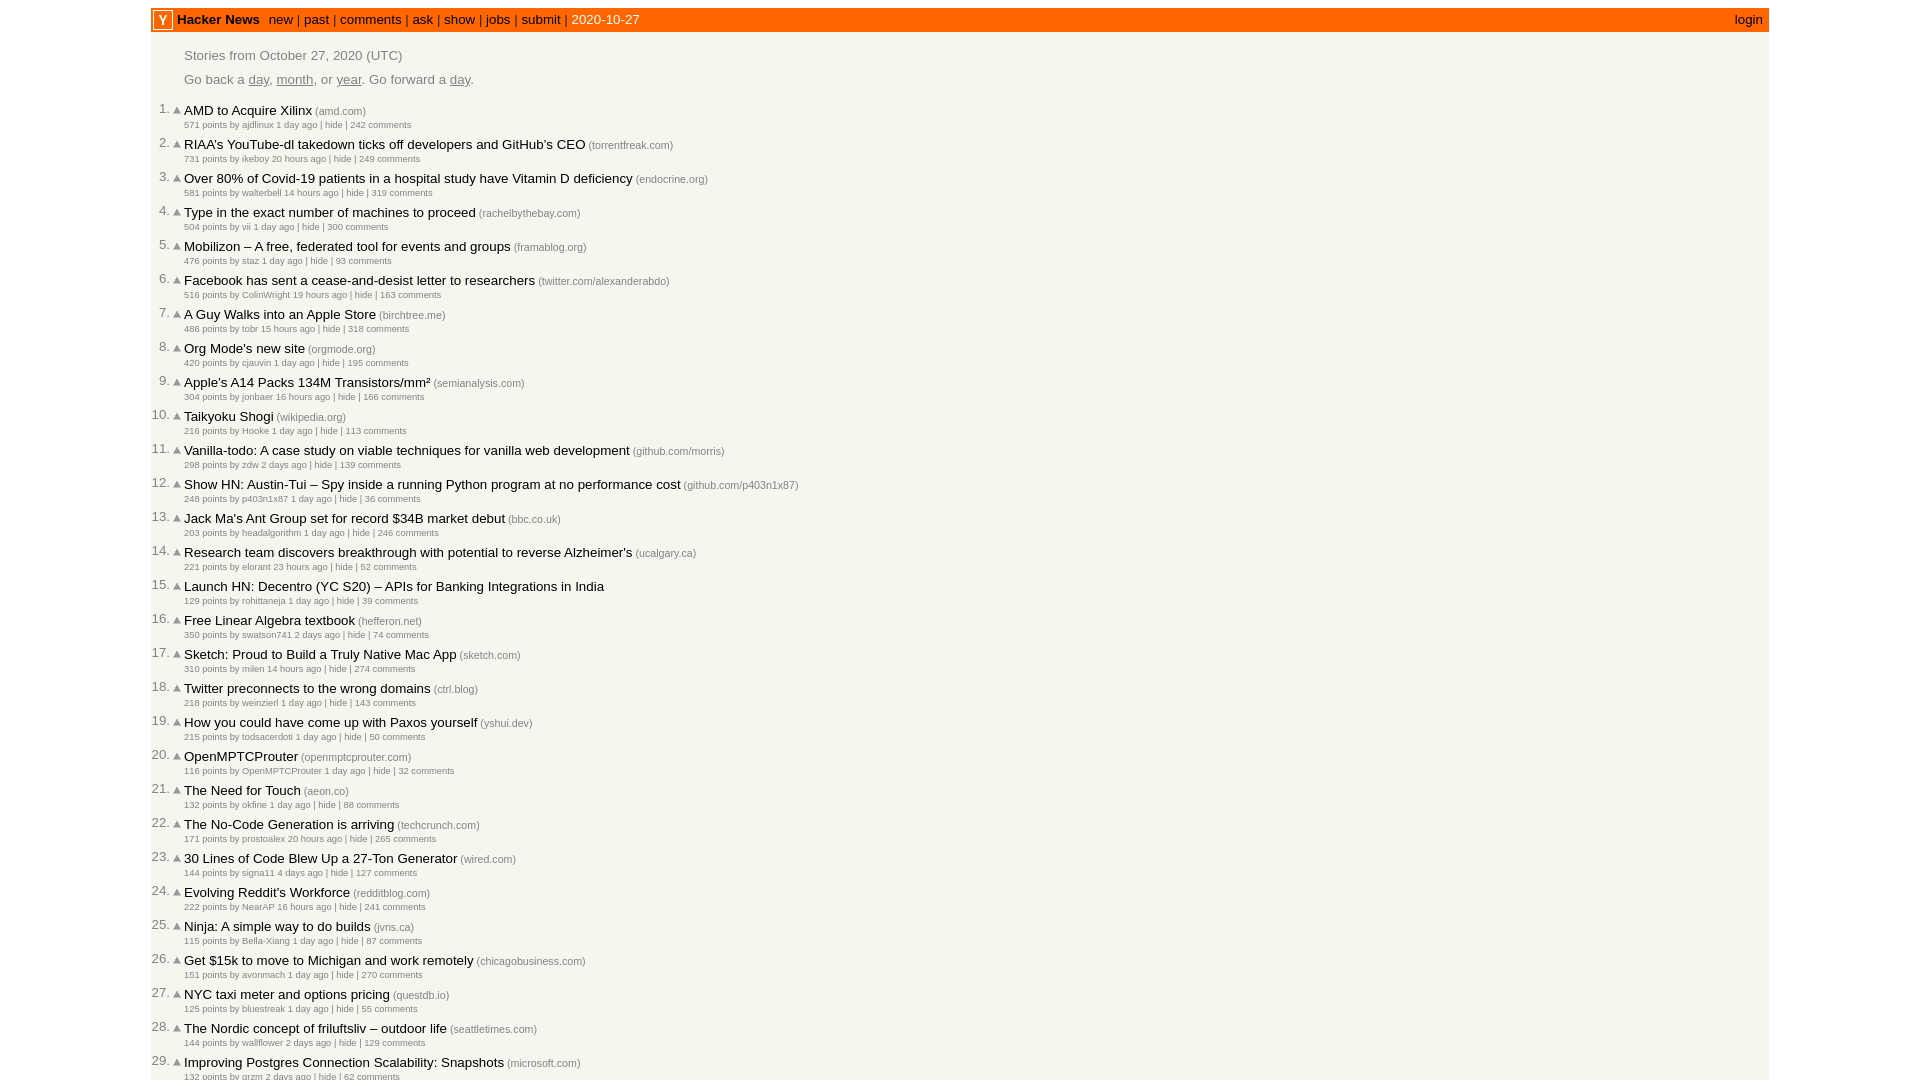 Y Hacker News new | past | comments | ask | show | jobs | submit | 2020-10-27 login
Stories from October 27, 2020 (UTC)
Go back a day, month, or year. Go forward a day.
1. AMD to Acquire Xilinx (amd.com)
571 points by ajdlinux 1 day ago | hide | 242 comments
2. RIAA’s YouTube-dl takedown ticks off developers and GitHub’s CEO (torrentfreak.com)
731 points by ikeboy 20 hours ago | hide | 249 comments
3. Over 80% of Covid-19 patients in a hospital study have Vitamin D deficiency (endocrine.org)
581 points by walterbell 14 hours ago | hide | 319 comments
4. Type in the exact number of machines to proceed (rachelbythebay.com)
504 points by vii 1 day ago | hide | 300 comments
5. Mobilizon – A free, federated tool for events and groups (framablog.org)
476 points by staz 1 day ago | hide | 93 comments
6. Facebook has sent a cease-and-desist letter to researchers (twitter.com/alexanderabdo)
516 points by ColinWright 19 hours ago | hide | 163 comments
7. A Guy Walks into an Apple Store (birchtree.me)
486 points by tobr 15 hours ago | hide | 318 comments
8. Org Mode's new site (orgmode.org)
420 points by cjauvin 1 day ago | hide | 195 comments
9. Apple’s A14 Packs 134M Transistors/mm² (semianalysis.com)
304 points by jonbaer 16 hours ago | hide | 166 comments
10. Taikyoku Shogi (wikipedia.org)
216 points by Hooke 1 day ago | hide | 113 comments
11. Vanilla-todo: A case study on viable techniques for vanilla web development (github.com/morris)
298 points by zdw 2 days ago | hide | 139 comments
12. Show HN: Austin-Tui – Spy inside a running Python program at no performance cost (github.com/p403n1x87)
248 points by p403n1x87 1 day ago | hide | 36 comments
13. Jack Ma's Ant Group set for record $34B market debut (bbc.co.uk)
203 points by headalgorithm 1 day ago | hide | 246 comments
14. Research team discovers breakthrough with potential to reverse Alzheimer's (ucalgary.ca)
221 points by elorant 23 hours ago | hide | 52 comments
15. Launch HN: Decentro (YC S20) – APIs for Banking Integrations in India
129 points by rohittaneja 1 day ago | hide | 39 comments
16. Free Linear Algebra textbook (hefferon.net)
350 points by swatson741 2 days ago | hide | 74 comments
17. Sketch: Proud to Build a Truly Native Mac App (sketch.com)
310 points by milen 14 hours ago | hide | 274 comments
18. Twitter preconnects to the wrong domains (ctrl.blog)
218 points by weinzierl 1 day ago | hide | 143 comments
19. How you could have come up with Paxos yourself (yshui.dev)
215 points by todsacerdoti 1 day ago | hide | 50 comments
20. OpenMPTCProuter (openmptcprouter.com)
116 points by OpenMPTCProuter 1 day ago | hide | 32 comments
21. The Need for Touch (aeon.co)
132 points by okfine 1 day ago | hide | 88 comments
22. The No-Code Generation is arriving (techcrunch.com)
171 points by prostoalex 20 hours ago | hide | 265 comments
23. 30 Lines of Code Blew Up a 27-Ton Generator (wired.com)
144 points by signa11 4 days ago | hide | 127 comments
24. Evolving Reddit’s Workforce (redditblog.com)
222 points by NearAP 16 hours ago | hide | 241 comments
25. Ninja: A simple way to do builds (jvns.ca)
115 points by Bella-Xiang 1 day ago | hide | 87 comments
26. Get $15k to move to Michigan and work remotely (chicagobusiness.com)
151 points by avonmach 1 day ago | hide | 270 comments
27. NYC taxi meter and options pricing (questdb.io)
125 points by bluestreak 1 day ago | hide | 55 comments
28. The Nordic concept of friluftsliv – outdoor life (seattletimes.com)
144 points by wallflower 2 days ago | hide | 129 comments
29. Improving Postgres Connection Scalability: Snapshots (microsoft.com)
132 points by grzm 2 days ago | hide | 62 comments